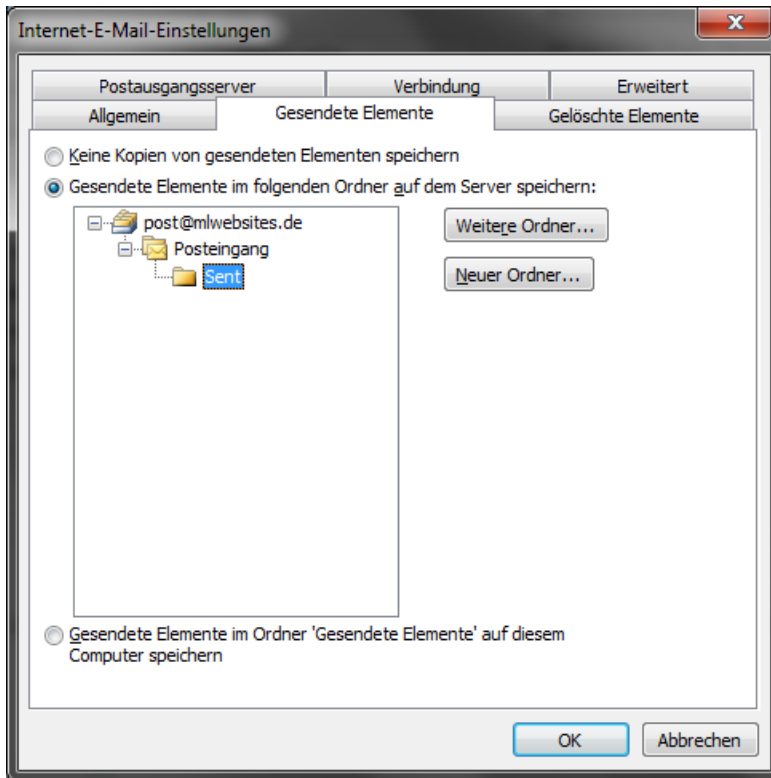 Internet-E-Mail-Einstellungen
Postausgangsserver Verbindung Erweitert
Allgemein Gesendete Elemente Gelöschte Elemente
Keine Kopien von gesendeten Elementen speichern
Gesendete Elemente im folgenden Ordner auf dem Server speichern:
post@mlwebsites.de
Posteingang
Sent
Weitere Ordner...
Neuer Ordner...
Gesendete Elemente im Ordner 'Gesendete Elemente' auf diesem
Computer speichern
OK Abbrechen